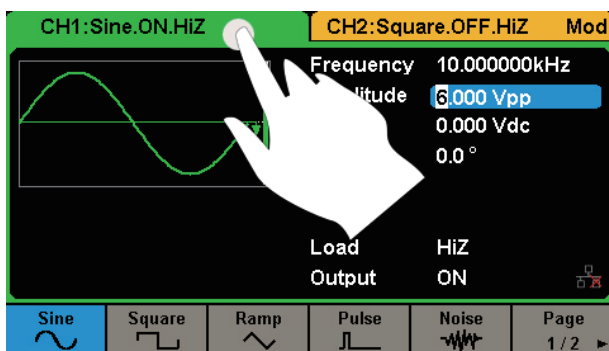 CH1:Sine.ON.HiZ
CH2:Square.OFF.HiZ Mod
Frequency 10.000000kHz
6.000 Vpp
0.000 Vdc
0.0 °
Load HiZ
Output ON
Sine Square Ramp Pulse Noise Page
1/2